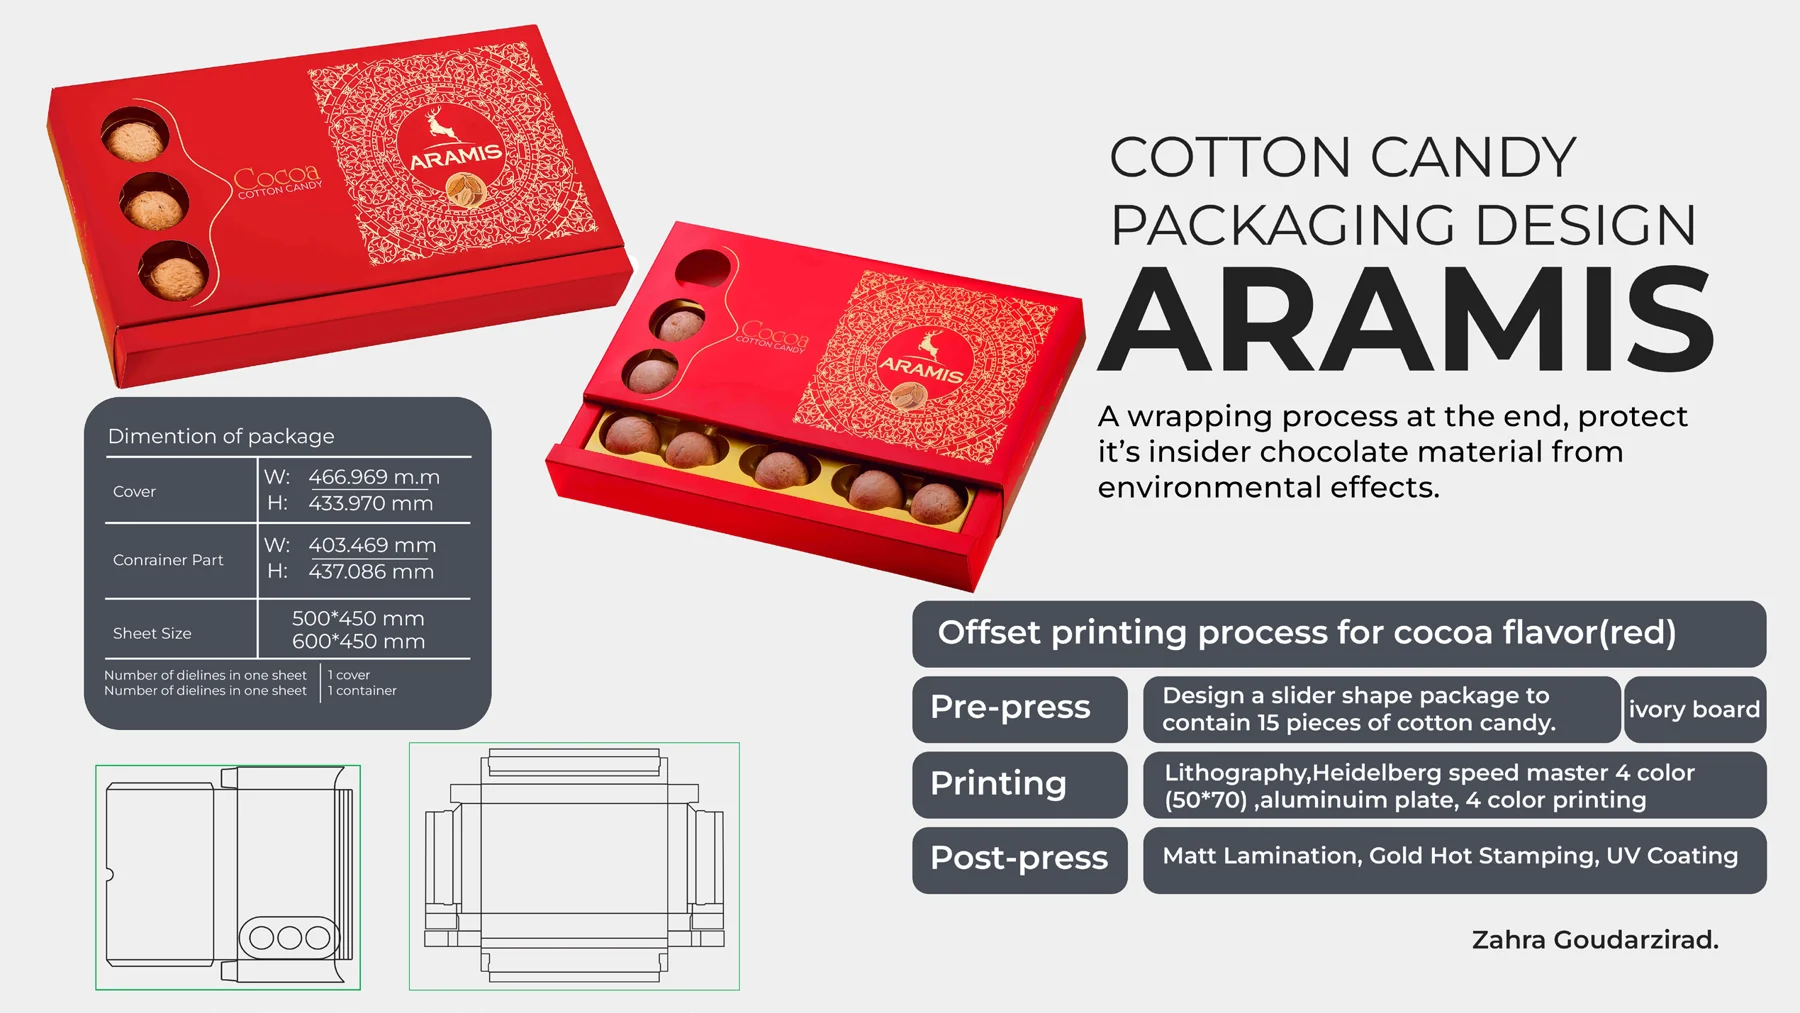 Cocoa
COTTON CANDY
ARAMIS
Cocoa
COTTON CANDY
ARAMIS
COTTON CANDY
PACKAGING DESIGN
ARAMIS
A wrapping process at the end, protect
it’s insider chocolate material from
environmental effects.
Dimention of package
Cover
W: 466.969 m.m
H: 433.970 mm
Conrainer Part
W: 403.469 mm
H: 437.086 mm
Sheet Size
500*450 mm
600*450 mm
Number of dielines in one sheet 1 cover
Number of dielines in one sheet 1 container
Offset printing process for cocoa flavor(red)
Pre-press
Design a slider shape package to
contain 15 pieces of cotton candy.
ivory board
Printing
Lithography,Heidelberg speed master 4 color
(50*70) ,aluminuim plate, 4 color printing
Post-press
Matt Lamination, Gold Hot Stamping, UV Coating
Zahra Goudarzirad.